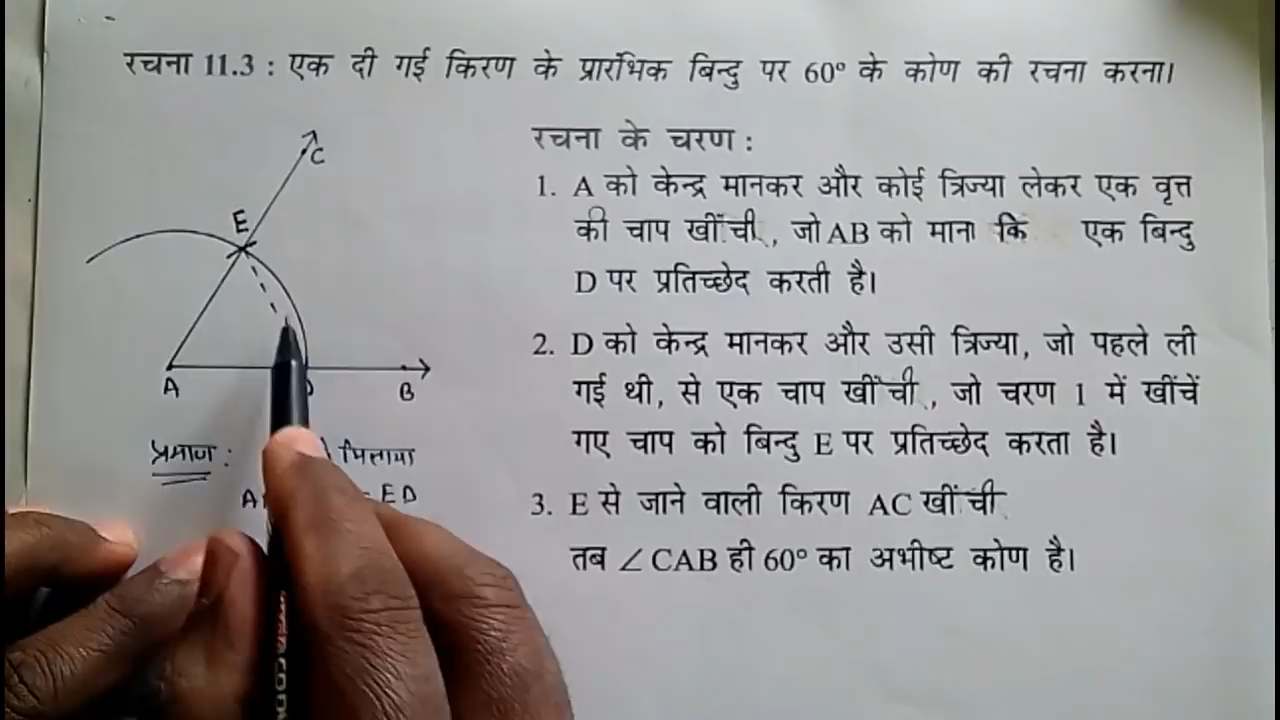 रचना 11.3 : एक दी गई किरण के प्रारंभिक बिन्दु पर 60° के कोण की रचना करना।
C
E
A
B
प्रमाण :
मिलाया
A
= ED
रचना के चरण :
1. A को केन्द्र मानकर और कोई त्रिज्या लेकर एक वृत्त
की चाप खींची, जो AB को माना कि एक बिन्दु
D पर प्रतिच्छेद करती है।
2. D को केन्द्र मानकर और उसी त्रिज्या, जो पहले ली
गई थी, से एक चाप खींची, जो चरण 1 में खींचें
गए चाप को बिन्दु E पर प्रतिच्छेद करता है।
3. E से जाने वाली किरण AC खींची
तब ∠CAB ही 60° का अभीष्ट कोण है।